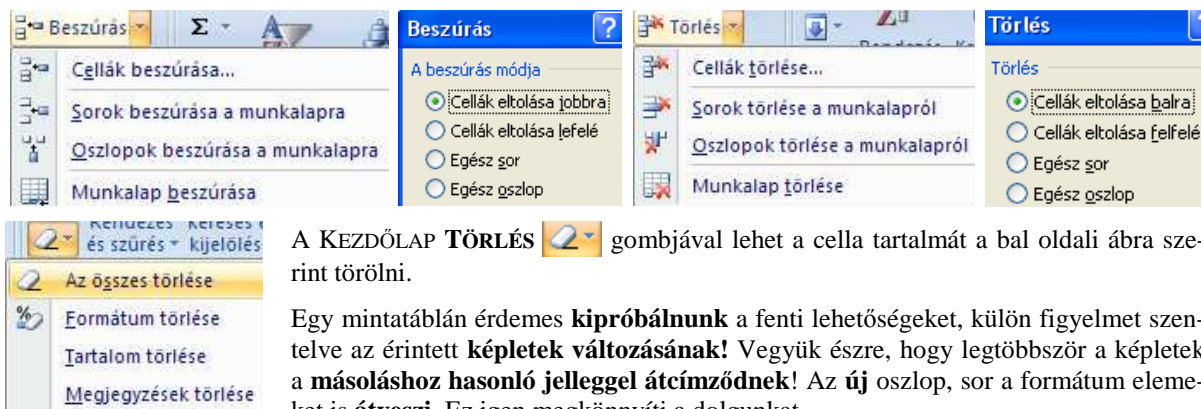 Beszúrás Σ
Cellák beszúrása...
Sorok beszúrása a munkalapra
Oszlopok beszúrása a munkalapra
Munkalap beszúrása
Beszúrás ?
A beszúrás módja
Cellák eltolása jobbra
Cellák eltolása lefelé
Egész sor
Egész oszlop
Törlés
Cellák törlése...
Sorok törlése a munkalapról
Oszlopok törlése a munkalapról
Munkalap törlése
Törlés
Törlés
Cellák eltolása balra
Cellák eltolása felfelé
Egész sor
Egész oszlop
Rendezés Keresés
és szűrés kijelölés
Az összes törlése
Formátum törlése
Tartalom törlése
Megjegyzések törlése
A KEZDŐLAP TÖRLÉS gombjával lehet a cella tartalmát a bal oldali ábra sze-
rint törölni.
Egy mintatáblán érdemes kipróbálnunk a fenti lehetőségeket, külön figyelmet szen-
telve az érintett képletek változásának! Vegyük észre, hogy legtöbbször a képletek
a másoláshoz hasonló jelleggel átcímződnek! Az új oszlop, sor a formátum eleme-
ket is átveszi. Ez igen megkönnyíti a dolgunkat.